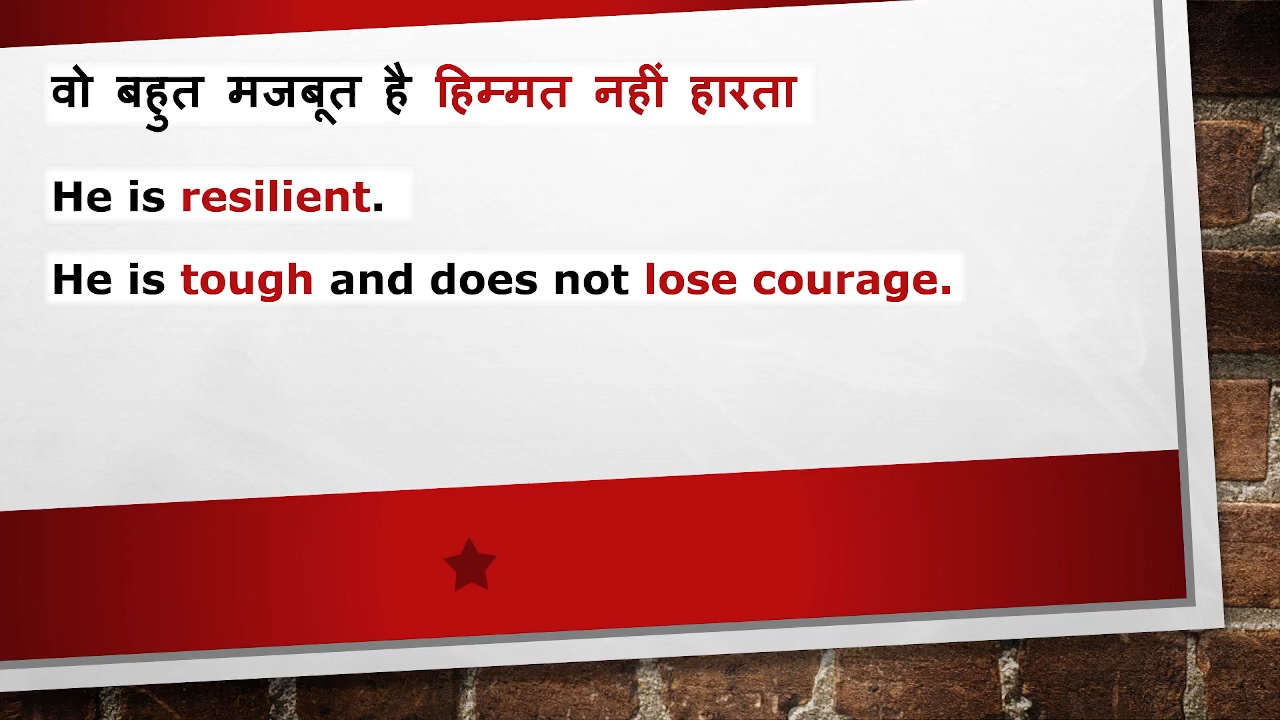 वो बहुत मजबूत है हिम्मत नहीं हारता
He is resilient.
He is tough and does not lose courage.